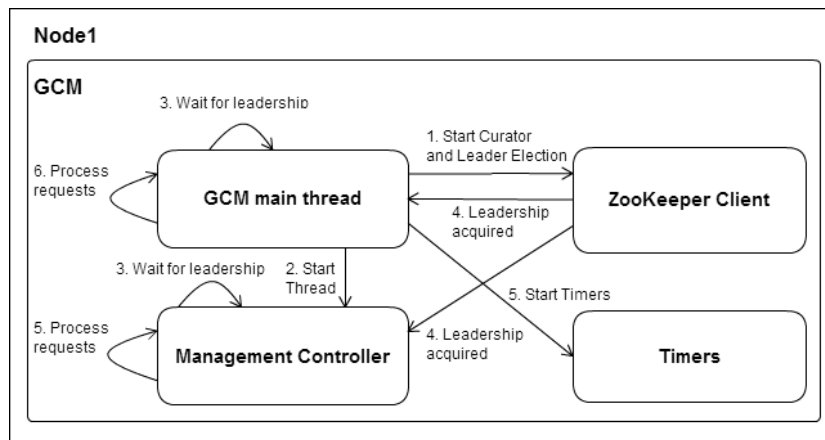 Node1
GCM
3. Wait for leadership
1. Start Curator
and Leader Election
6. Process
requests
GCM main thread
ZooKeeper Client
4. Leadership
acquired
3. Wait for leadership
2. Start
Thread
5. Start Timers
5. Process
requests
Management Controller
4. Leadership
acquired
Timers